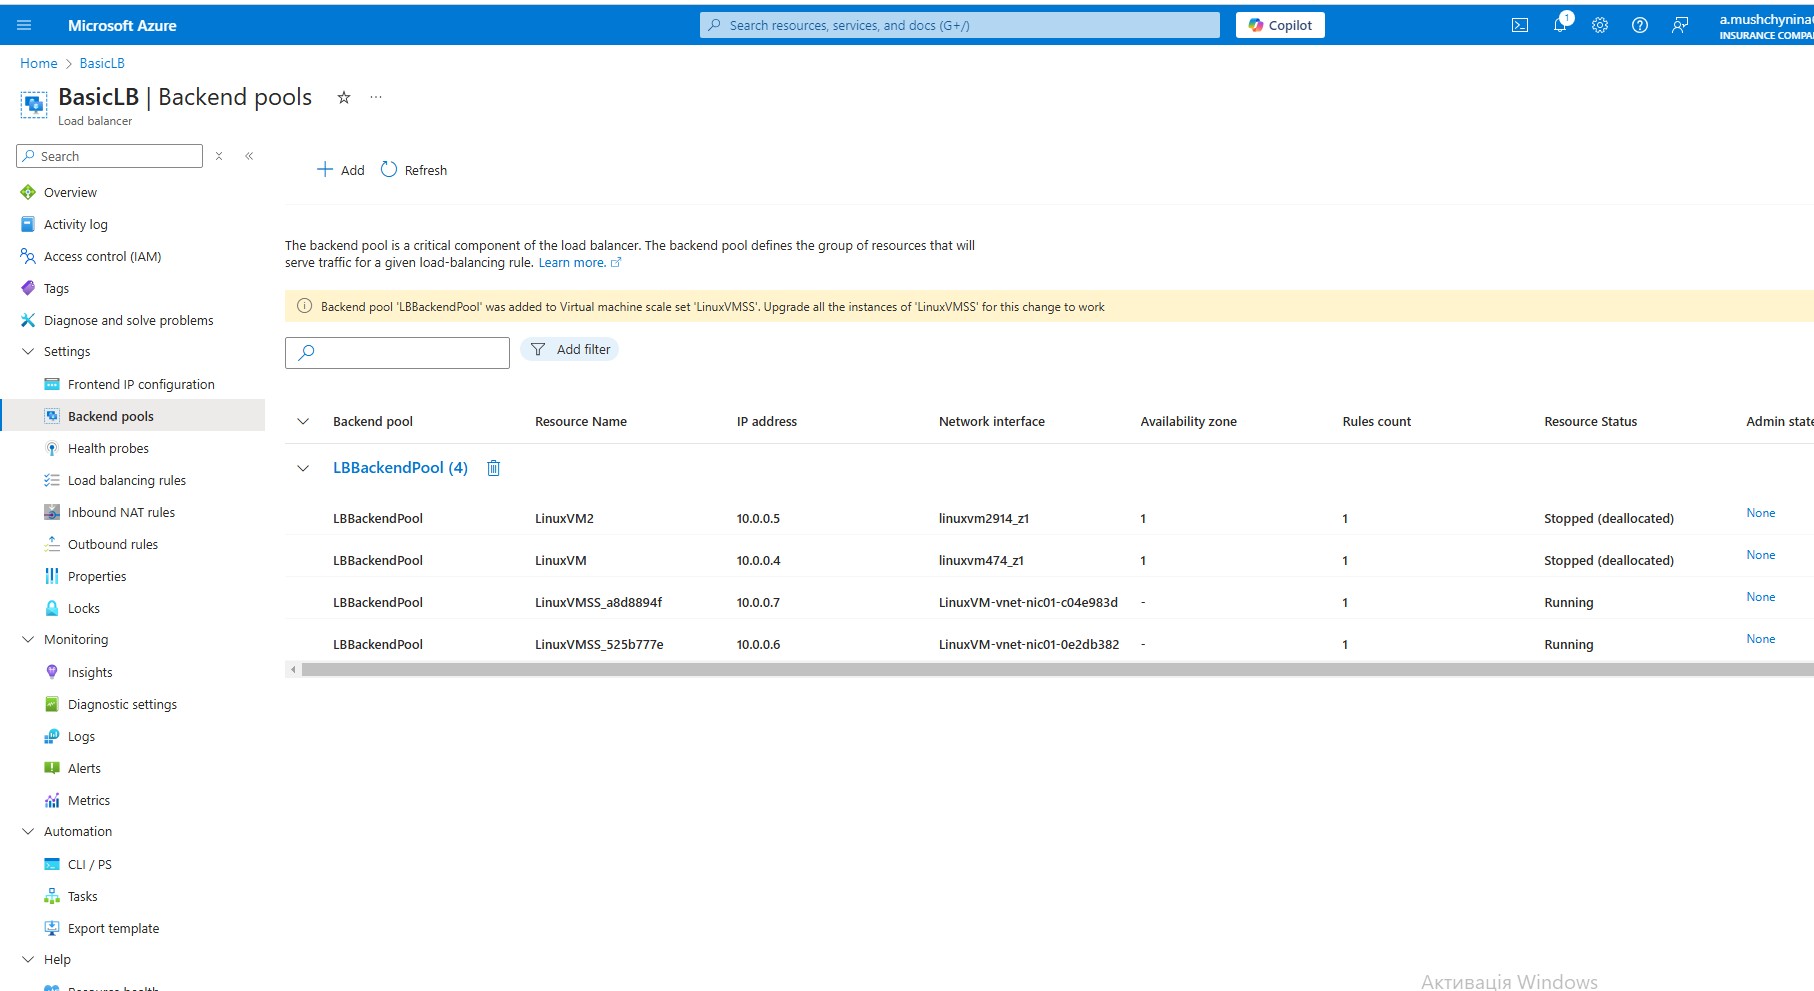 Microsoft Azure
Search resources, services, and docs (G+/)
Copilot
1
a.mushchynina@
INSURANCE COMPA
Home > BasicLB
BasicLB | Backend pools
Load balancer
Search
Add
Refresh
Overview
Activity log
Access control (IAM)
Tags
Diagnose and solve problems
Settings
Frontend IP configuration
Backend pools
Health probes
Load balancing rules
Inbound NAT rules
Outbound rules
Properties
Locks
Monitoring
Insights
Diagnostic settings
Logs
Alerts
Metrics
Automation
CLI / PS
Tasks
Export template
Help
Resource health
The backend pool is a critical component of the load balancer. The backend pool defines the group of resources that will
serve traffic for a given load-balancing rule. Learn more.
Backend pool 'LBBackendPool' was added to Virtual machine scale set 'LinuxVMSS'. Upgrade all the instances of 'LinuxVMSS' for this change to work
Add filter
Backend pool Resource Name IP address Network interface Availability zone Rules count Resource Status Admin state
LBBackendPool (4)
LBBackendPool LinuxVM2 10.0.0.5 linuxvm2914_z1 1 1 Stopped (deallocated) None
LBBackendPool LinuxVM 10.0.0.4 linuxvm474_z1 1 1 Stopped (deallocated) None
LBBackendPool LinuxVMSS_a8d8894f 10.0.0.7 LinuxVM-vnet-nic01-c04e983d - 1 Running None
LBBackendPool LinuxVMSS_525b777e 10.0.0.6 LinuxVM-vnet-nic01-0e2db382 - 1 Running None
Активація Windows